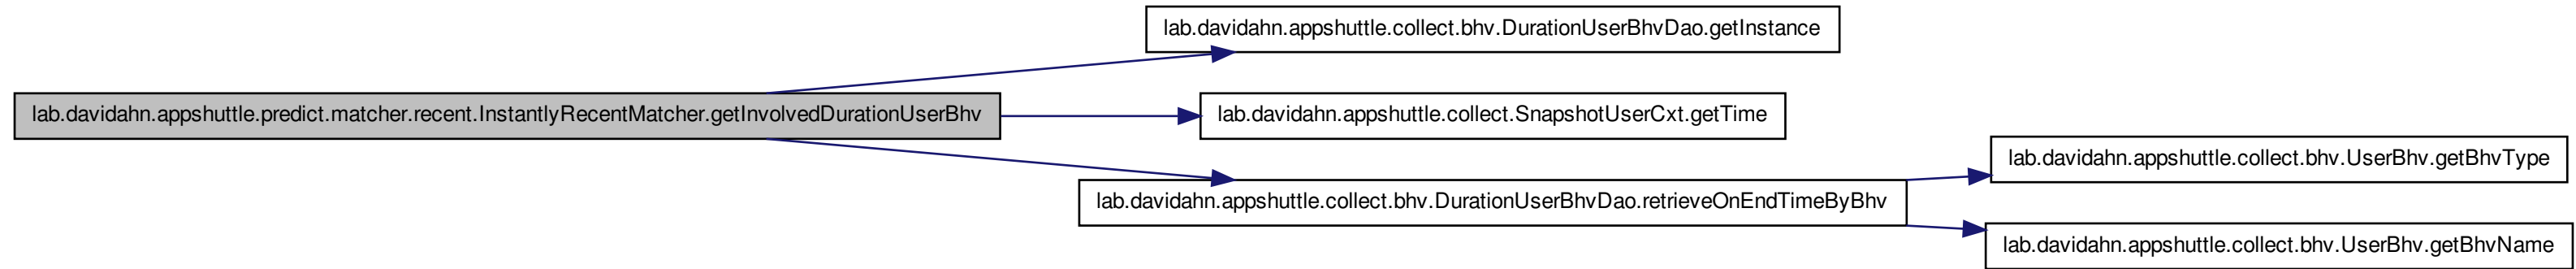 lab.davidahn.appshuttle.collect.bhv.DurationUserBhvDao.getInstance
lab.davidahn.appshuttle.predict.matcher.recent.InstantlyRecentMatcher.getInvolvedDurationUserBhv
lab.davidahn.appshuttle.collect.SnapshotUserCxt.getTime
lab.davidahn.appshuttle.collect.bhv.UserBhv.getBhvType
lab.davidahn.appshuttle.collect.bhv.DurationUserBhvDao.retrieveOnEndTimeByBhv
lab.davidahn.appshuttle.collect.bhv.UserBhv.getBhvName